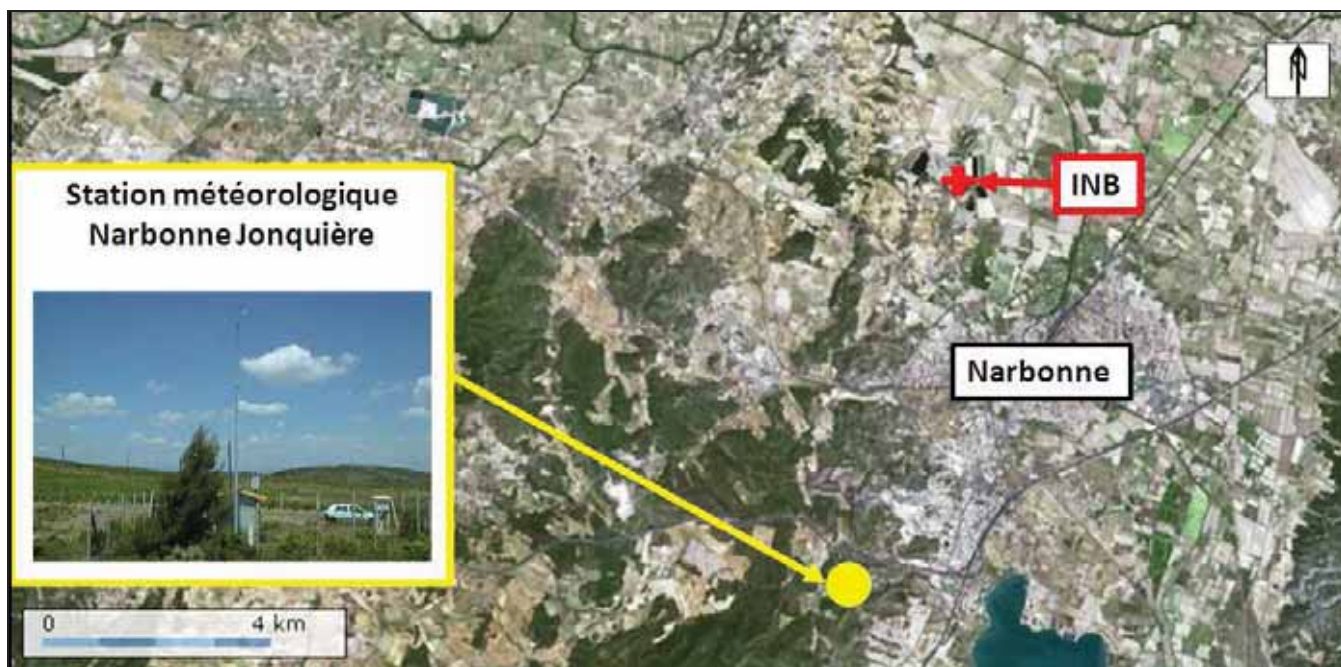 Station météorologique
Narbonne Jonquière
INB
Narbonne
0 4 km
N